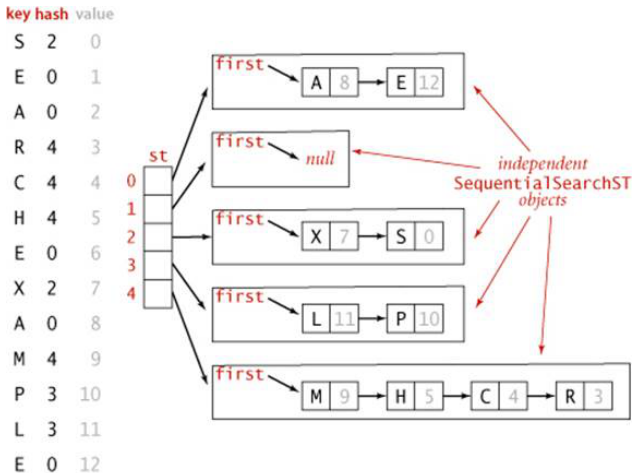 key hash value
S 2 0
E 0 1
A 0 2
R 4 3
C 4 4
H 4 5
E 0 6
X 2 7
A 0 8
M 4 9
P 3 10
L 3 11
E 0 12
st
0
1
2
3
4
first
A 8 E 12
first
null
first
X 7 S 0
first
L 11 P 10
first
M 9 H 5 C 4 R 3
independent
SequentialSearchST
objects